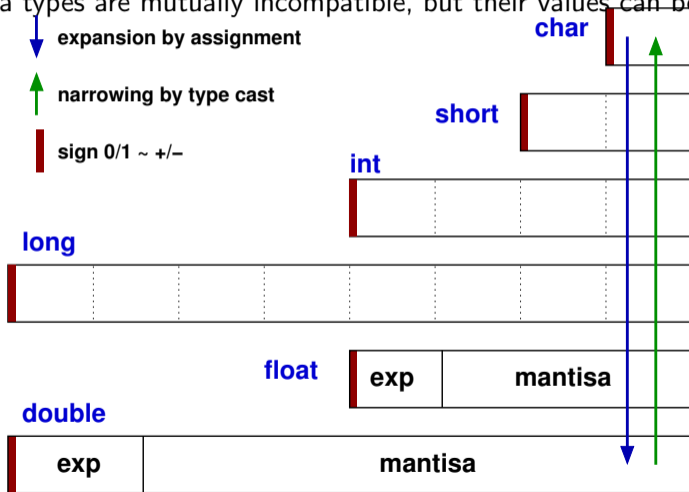 a types are mutually incompatible, but their values can be
expansion by assignment
char
narrowing by type cast
short
sign 0/1 ~ +/−
int
long
float
exp
mantisa
double
exp
mantisa